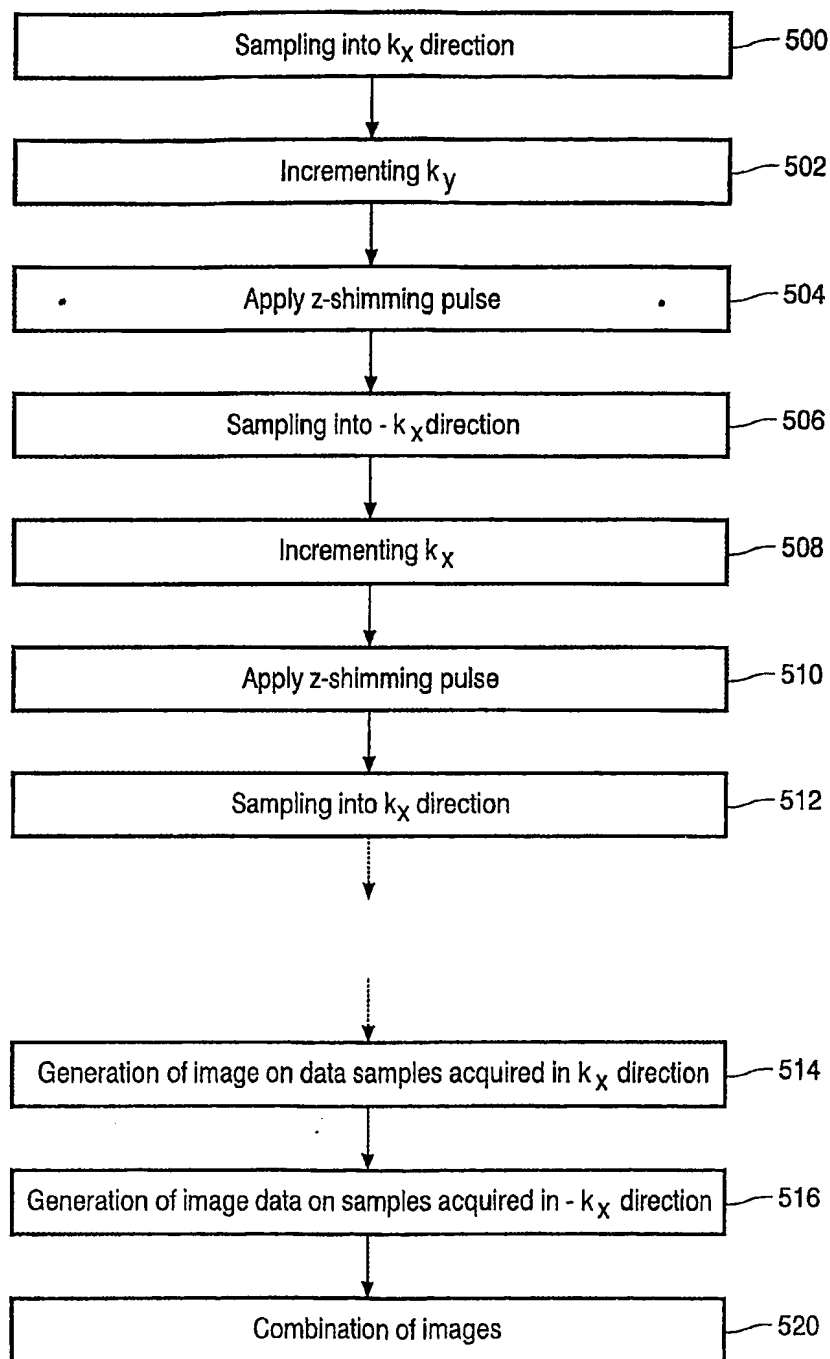 Sampling into kx direction 500
Incrementing ky 502
Apply z-shimming pulse 504
Sampling into - kx direction 506
Incrementing kx 508
Apply z-shimming pulse 510
Sampling into kx direction 512
Generation of image on data samples acquired in kx direction 514
Generation of image data on samples acquired in - kx direction 516
Combination of images 520